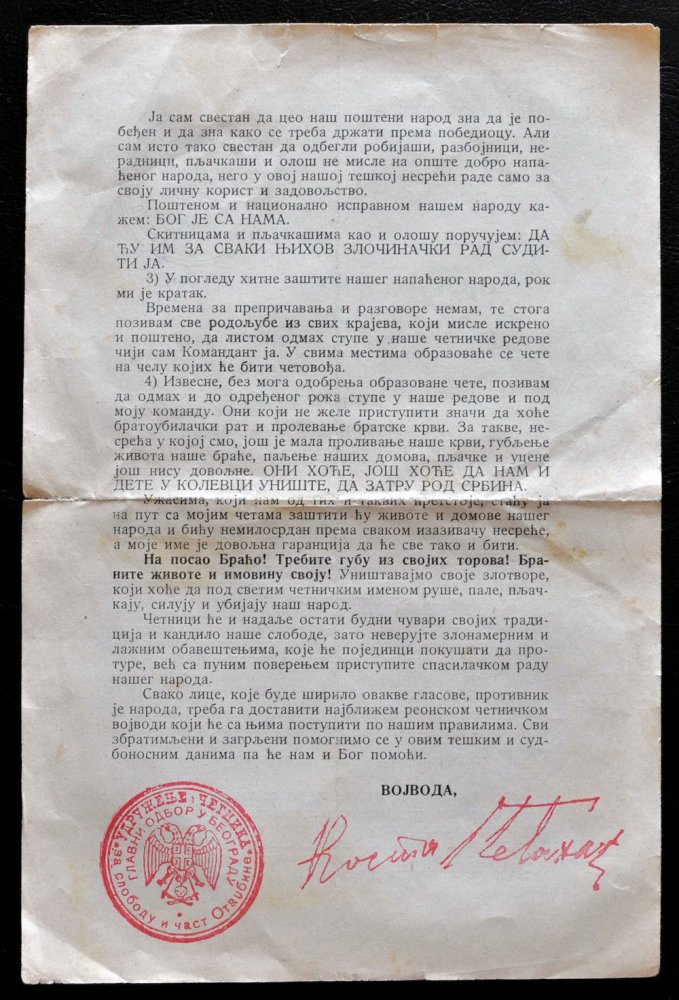 Ја сам свестан да цео наш поштени народ зна да је по-
беђен и да зна како се треба држати према победиоцу. Али
сам исто тако свестан да одбегли робијаши, разбојници, не-
радници, пљачкаши и олош не мисле на опште добро напа-
ћеног народа, него у овој нашој тешкој несрећи раде само за
своју личну корист и задовољство.
Поштеном и национално исправном нашем народу ка-
жем: БОГ ЈЕ СА НАМА.
Скитницама и пљачкашима као и олошу поручујем: ДА
ЋУ ИМ ЗА СВАКИ ЊИХОВ ЗЛОЧИНАЧКИ РАД СУДИ-
ТИ ЈА.
3) У погледу хитне заштите нашег напаћеног народа, рок
ми је кратак.
Времена за препричавања и разговоре немам, те стога
позивам све родољубе из свих крајева, који мисле искрено
и поштено, да листом одмах ступе у наше четничке редове
чији сам Командант ја. У свима местима образоваће се чете
на челу којих ће бити четовођа.
4) Извесне, без мога одобрења образоване чете, позивам
да одмах и до одређеног рока ступе у наше редове и под
моју команду. Они који не желе приступити значи да хоће
братоубилачки рат и пролевање братске крви. За такве, не-
срећа у којој смо, још је мала проливање наше крви, губљење
живота наше браће, паљење наших домова, пљачке и уцене
још нису довољне. ОНИ ХОЋЕ, ЈОШ ХОЋЕ ДА НАМ И
ДЕТЕ У КОЛЕВЦИ УНИШТЕ, ДА ЗАТРУ РОД СРБИНА.
Ужасима, који нам од тих и таквих претстоје, стаћу ја
на пут са мојим четама заштити ћу животе и домове нашег
народа и бићу немилосрдан према сваком изазивачу несреће,
а моје име је довољна гаранција да ће све тако и бити.
На посао Браћо! Требите губу из својих торова! Бра-
ните животе и имовину своју! Уништавајмо своје злотворе,
који хоће да под светим четничким именом руше, пале, пљач-
кају, силују и убијају наш народ.
Четници ће и надаље остати будни чувари својих тради-
ција и кандило наше слободе, зато неверујте злонамерним и
лажним обавештењима, које ће појединци покушати да про-
туре, већ са пуним поверењем приступите спасилачком раду
нашег народа.
Свако лице, које буде ширило овакве гласове, противник
је народа, треба га доставити најближем реонском четничком
војводи који ће са њима поступити по нашим правилима. Сви
збратимљени и загрљени помогнимо се у овим тешким и суд-
боносним данима па ће нам и Бог помоћи.
ВОЈВОДА,
Коста Пећанац
УДРУЖЕЊЕ ЧЕТНИКА
за слободу и част Отаџбине
ГЛАВНИ ОДБОР У БЕОГРАДУ